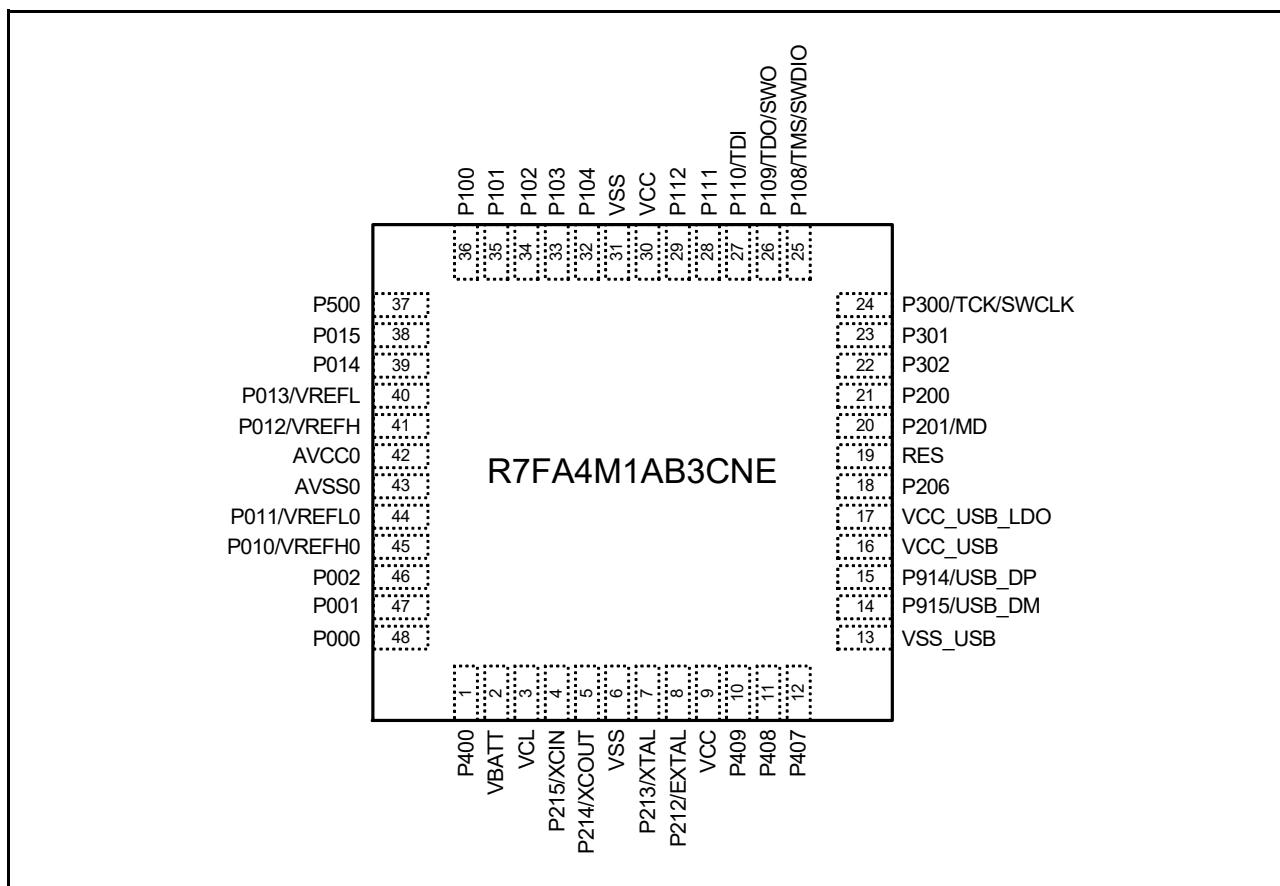 P100
P101
P102
P103
P104
VSS
VCC
P112
P111
P110/TDI
P109/TDO/SWO
P108/TMS/SWDIO
36
35
34
33
32
31
30
29
28
27
26
25
P500 37
P015 38
P014 39
P013/VREFL 40
P012/VREFH 41
AVCC0 42
AVSS0 43
P011/VREFL0 44
P010/VREFH0 45
P002 46
P001 47
P000 48
R7FA4M1AB3CNE
24 P300/TCK/SWCLK
23 P301
22 P302
21 P200
20 P201/MD
19 RES
18 P206
17 VCC_USB_LDO
16 VCC_USB
15 P914/USB_DP
14 P915/USB_DM
13 VSS_USB
1
2
3
4
5
6
7
8
9
10
11
12
P400
VBATT
VCL
P215/XCIN
P214/XCOUT
VSS
P213/XTAL
P212/EXTAL
VCC
P409
P408
P407